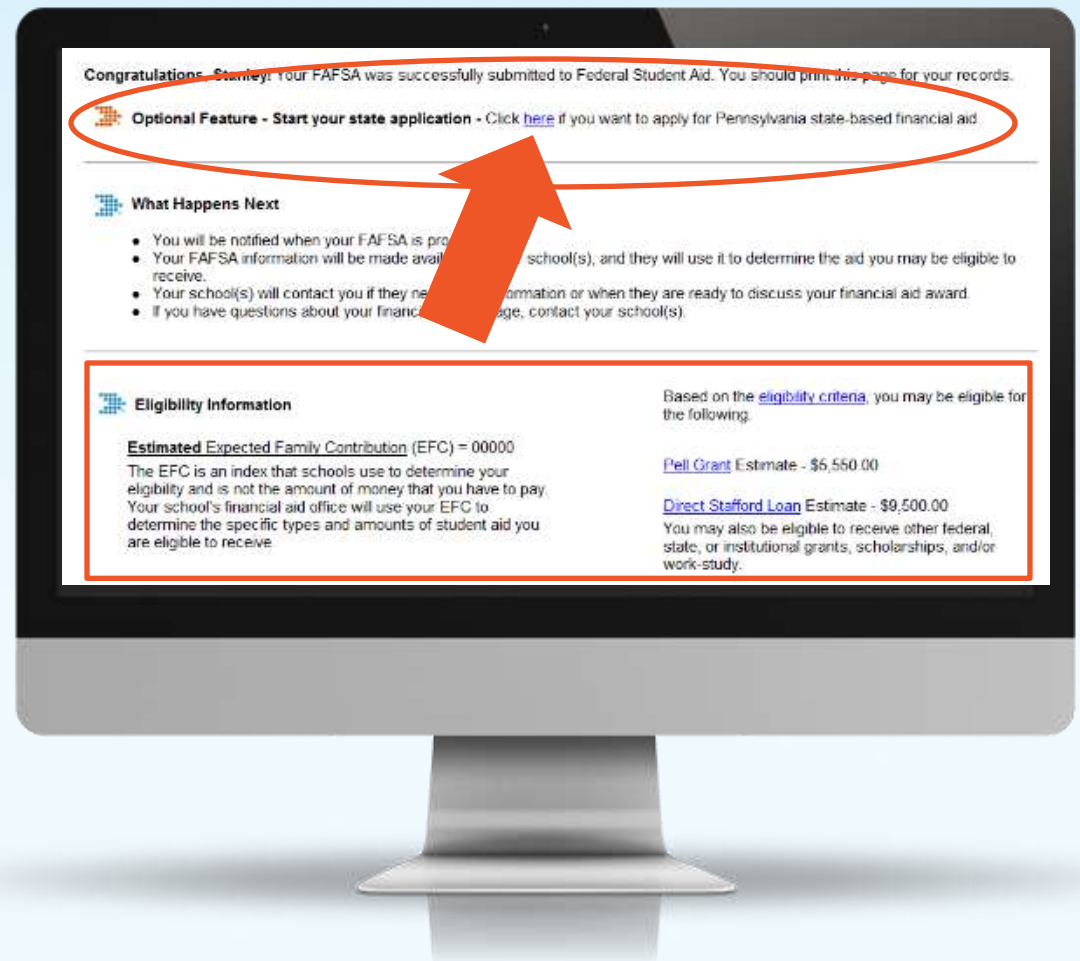 Congratulations, Stanley! Your FAFSA was successfully submitted to Federal Student Aid. You should print this page for your records.
Optional Feature - Start your state application - Click here if you want to apply for Pennsylvania state-based financial aid
What Happens Next
You will be notified when your FAFSA is
Your FAFSA information will be made school(s), and they will use it to determine the aid you may be eligible to
receive.
Your school(s) will contact you if they or when they are ready to discuss your financial aid award.
If you have questions about your contact your school(s).
Eligibility Information
Estimated Expected Family Contribution (EFC) = 00000
The EFC is an index that schools use to determine your
eligibility and is not the amount of money that you have to pay.
Your school's financial aid office will use your EFC to
determine the specific types and amounts of student aid you
are eligible to receive
Based on the eligibility criteria, you may be eligible for
the following.
Pell Grant Estimate - $5,550.00
Direct Stafford Loan Estimate - $9,500.00
You may also be eligible to receive other federal,
state, or institutional grants, scholarships, and/or
work-study.